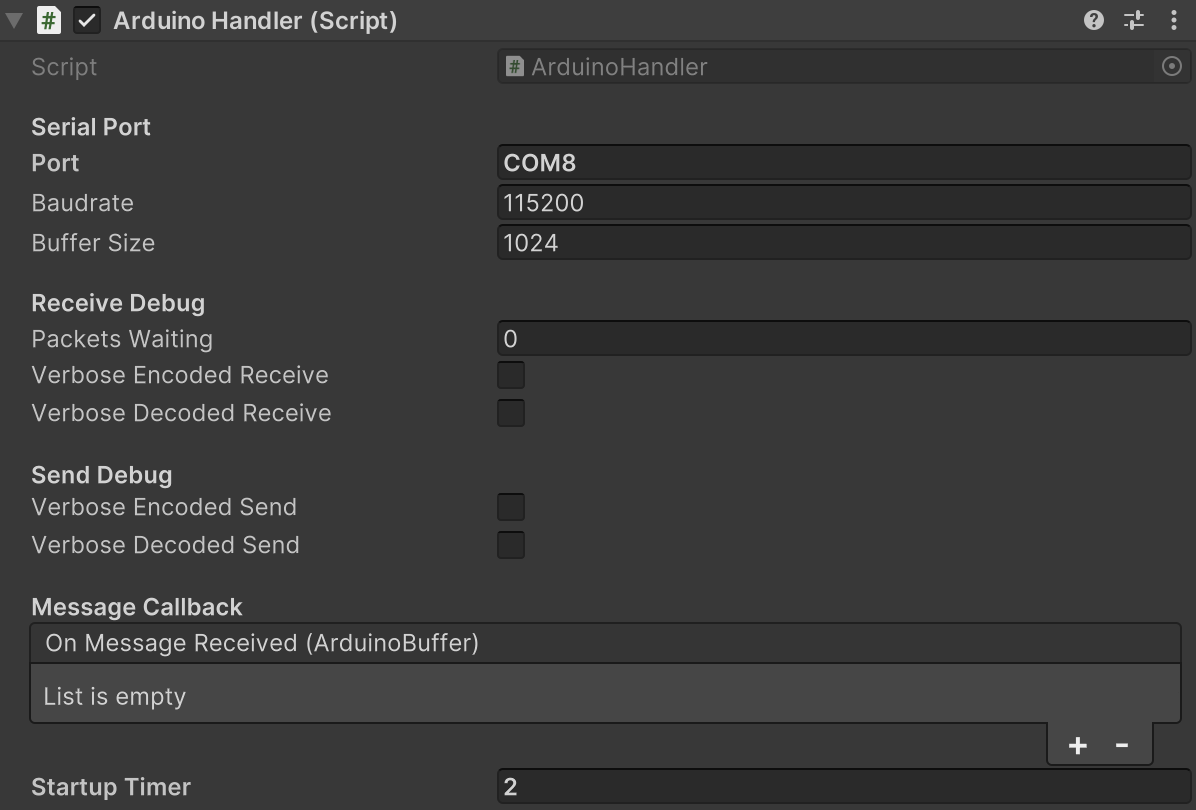 Arduino Handler (Script)
Script ArduinoHandler
Serial Port
Port COM8
Baudrate 115200
Buffer Size 1024
Receive Debug
Packets Waiting 0
Verbose Encoded Receive
Verbose Decoded Receive
Send Debug
Verbose Encoded Send
Verbose Decoded Send
Message Callback
On Message Received (ArduinoBuffer)
List is empty
+ -
Startup Timer 2